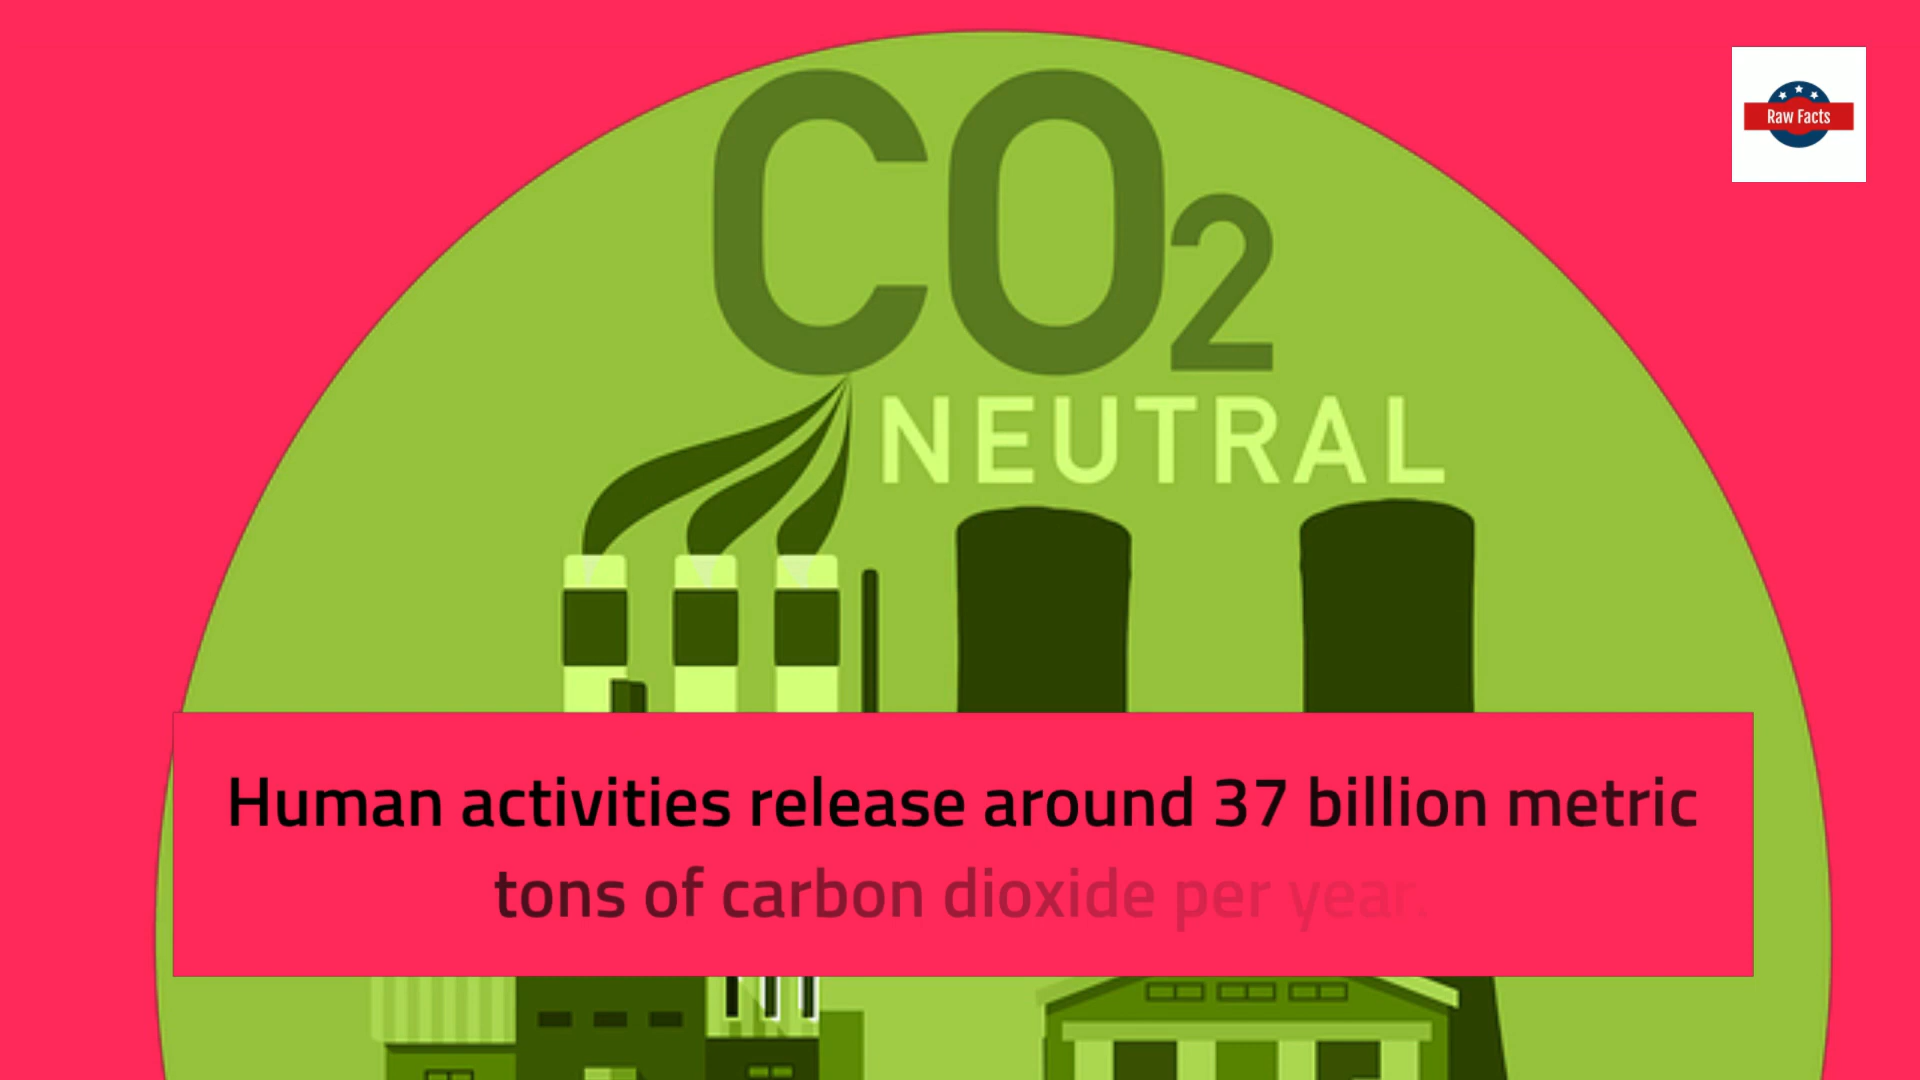 CO2
NEUTRAL
Raw Facts
Human activities release around 37 billion metric
tons of carbon dioxide per year.